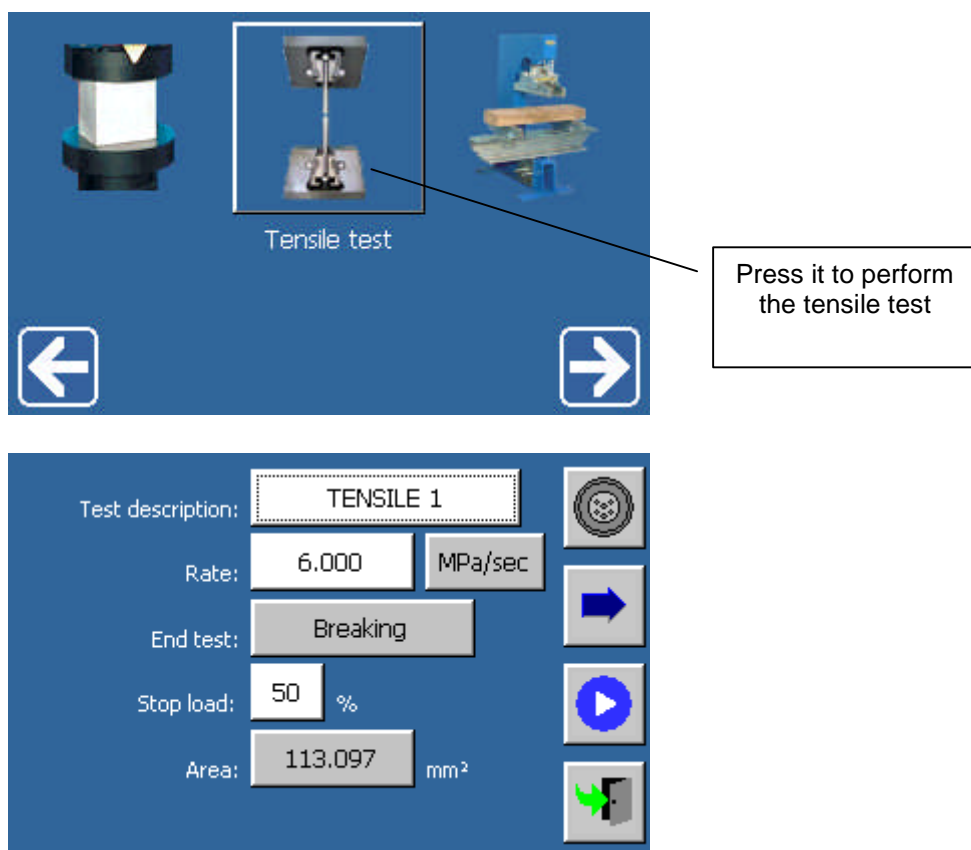 Tensile test
Press it to perform
the tensile test
Test description: TENSILE 1
Rate: 6.000 MPa/sec
End test: Breaking
Stop load: 50 %
Area: 113.097 mm²